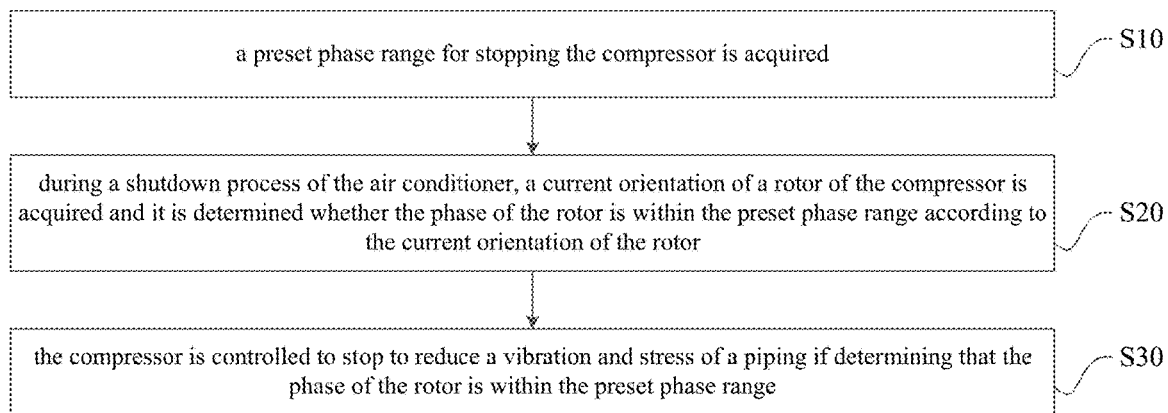 a preset phase range for stopping the compressor is acquired
S10
during a shutdown process of the air conditioner, a current orientation of a rotor of the compressor is
acquired and it is determined whether the phase of the rotor is within the preset phase range according to
the current orientation of the rotor
S20
the compressor is controlled to stop to reduce a vibration and stress of a piping if determining that the
phase of the rotor is within the preset phase range
S30